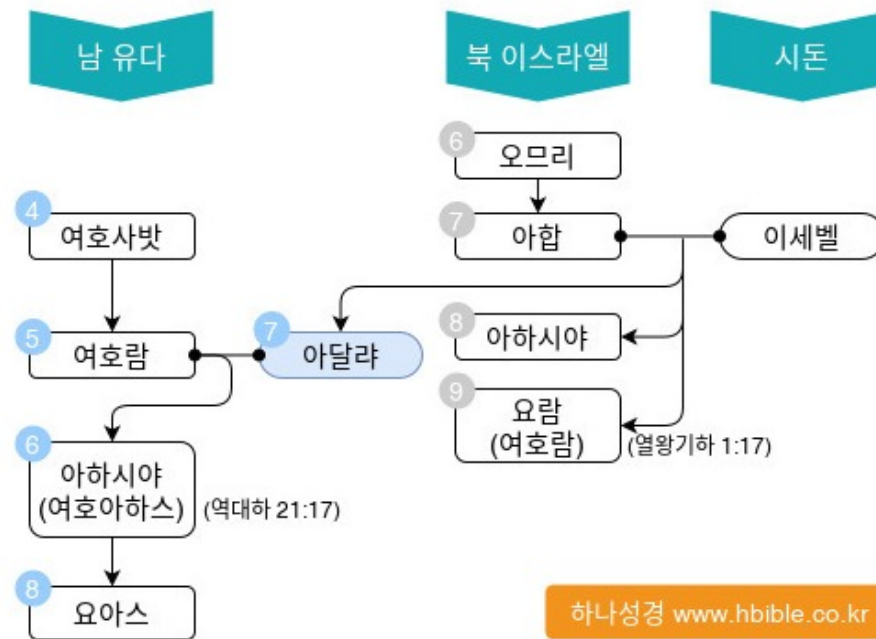 남 유다
북 이스라엘
시돈
6
오므리
4
여호사밧
7
아합
이세벨
5
여호람
7
아달랴
8
아하시야
9
요람
(여호람)
(열왕기하 1:17)
6
아하시야
(여호아하스)
(역대하 21:17)
8
요아스
하나성경 www.hbible.co.kr